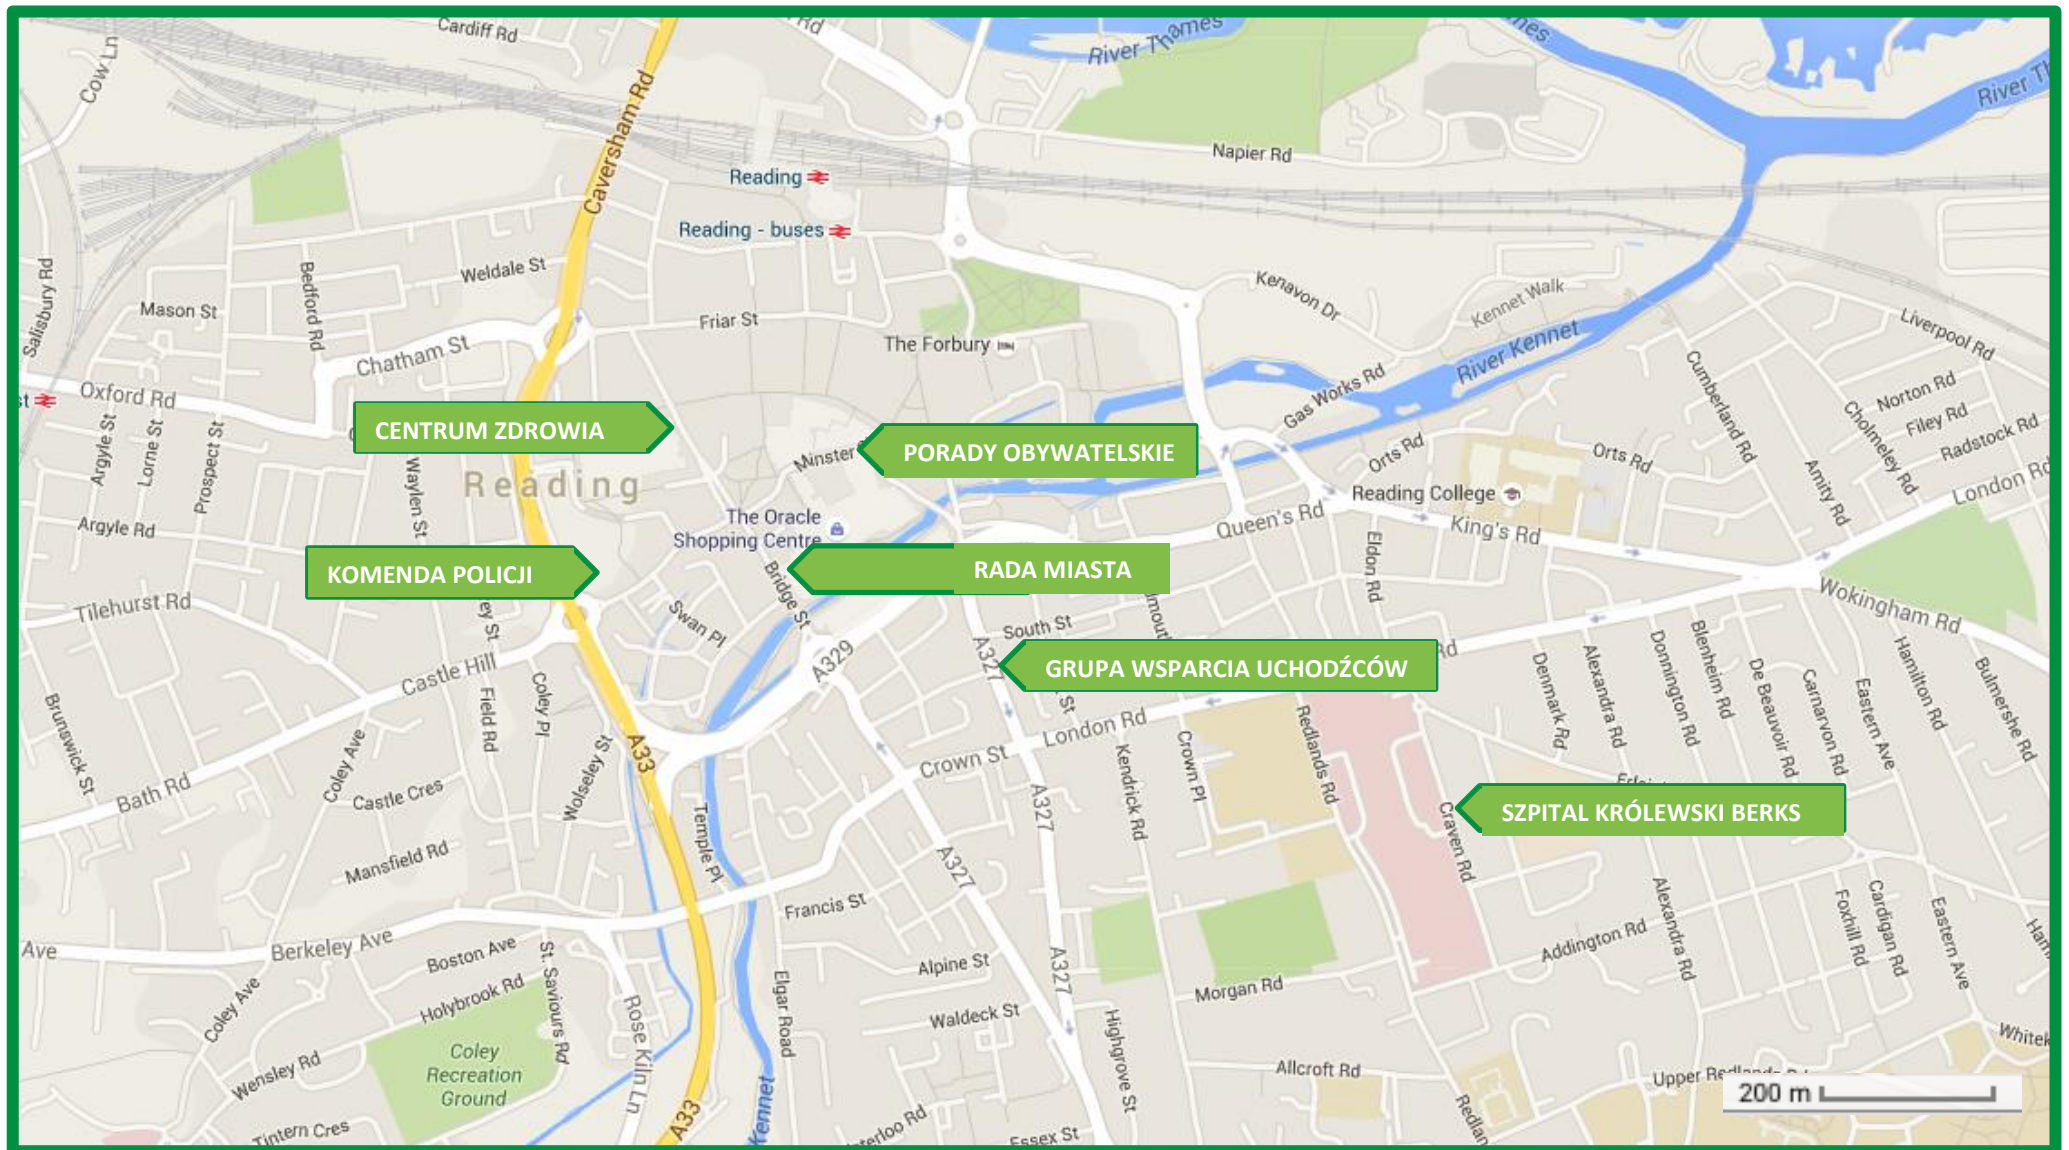 Cardiff Rd
Cow Ln
Caversham Rd
Rd
River Thames
River Th
Napier Rd
Reading
Reading - buses
Weldale St
Bedford Rd
Mason St
Salisbury Rd
Chatham St
Friar St
The Forbury
Kenavon Dr
Kennet Walk
River Kennet
Gas Works Rd
Liverpool Rd
Cumberland Rd
Norton Rd
Filey Rd
Cholmeley Rd
Radstock Rd
Oxford Rd
Argyle St
Lorne St
Prospect St
CENTRUM ZDROWIA
PORADY OBYWATELSKIE
Minster
Waylen St
Reading
Orts Rd
Orts Rd
Amity Rd
London Rd
Reading College
Argyle Rd
The Oracle
Shopping Centre
Queen's Rd
King's Rd
Eldon Rd
KOMENDA POLICJI
RADA MIASTA
Bridge St
Swan Pl
Tilehurst Rd
South St
Wokingham Rd
A329
A327
GRUPA WSPARCIA UCHODŹCÓW
Rd
Denmark Rd
Alexandra Rd
Donnington Rd
Blenheim Rd
De Beauvoir Rd
Carnarvon Rd
Eastern Ave
Hamilton Rd
Bulmershe Rd
Castle Hill
Field Rd
Coley Pl
Brunswick St
Coley Ave
Wolseley St
A33
Crown St
London Rd
Kendrick Rd
Crown Pl
Redlands Rd
Bath Rd
Castle Cres
Temple Pl
A327
A327
Craven Rd
SZPITAL KRÓLEWSKI BERKS
Mansfield Rd
Francis St
Alexandra Rd
Foxhill Rd
Cardigan Rd
Eastern Ave
Ave
Berkeley Ave
Boston Ave
St. Saviours Rd
Alpine St
A327
Addington Rd
Coley Ave
Holybrook Rd
Rose Kiln Ln
Elgar Road
Waldeck St
Morgan Rd
Highgrove St
Wensley Rd
Coley
Recreation
Ground
Kennet
Allcroft Rd
200 m
Tintern Cres
A33
Essex St